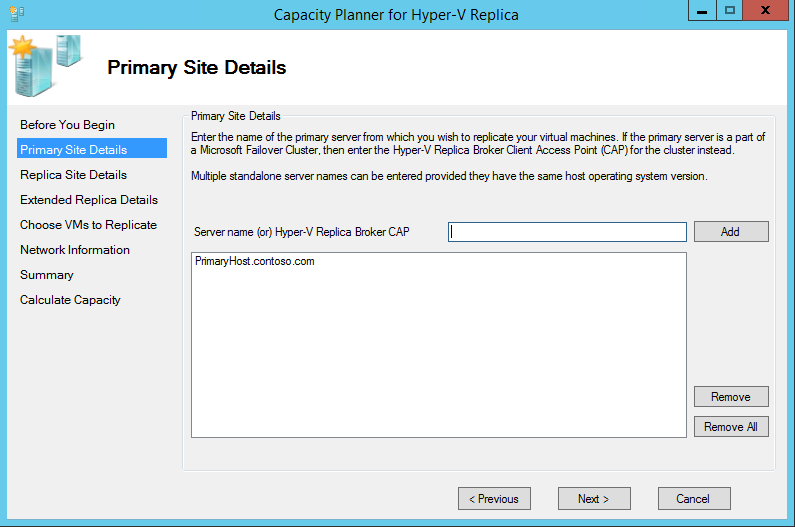 Capacity Planner for Hyper-V Replica
Primary Site Details
Before You Begin
Primary Site Details
Replica Site Details
Extended Replica Details
Choose VMs to Replicate
Network Information
Summary
Calculate Capacity
Primary Site Details
Enter the name of the primary server from which you wish to replicate your virtual machines. If the primary server is a part of
a Microsoft Failover Cluster, then enter the Hyper-V Replica Broker Client Access Point (CAP) for the cluster instead.
Multiple standalone server names can be entered provided they have the same host operating system version.
Server name (or) Hyper-V Replica Broker CAP
Add
PrimaryHost.contoso.com
Remove
Remove All
< Previous
Next >
Cancel